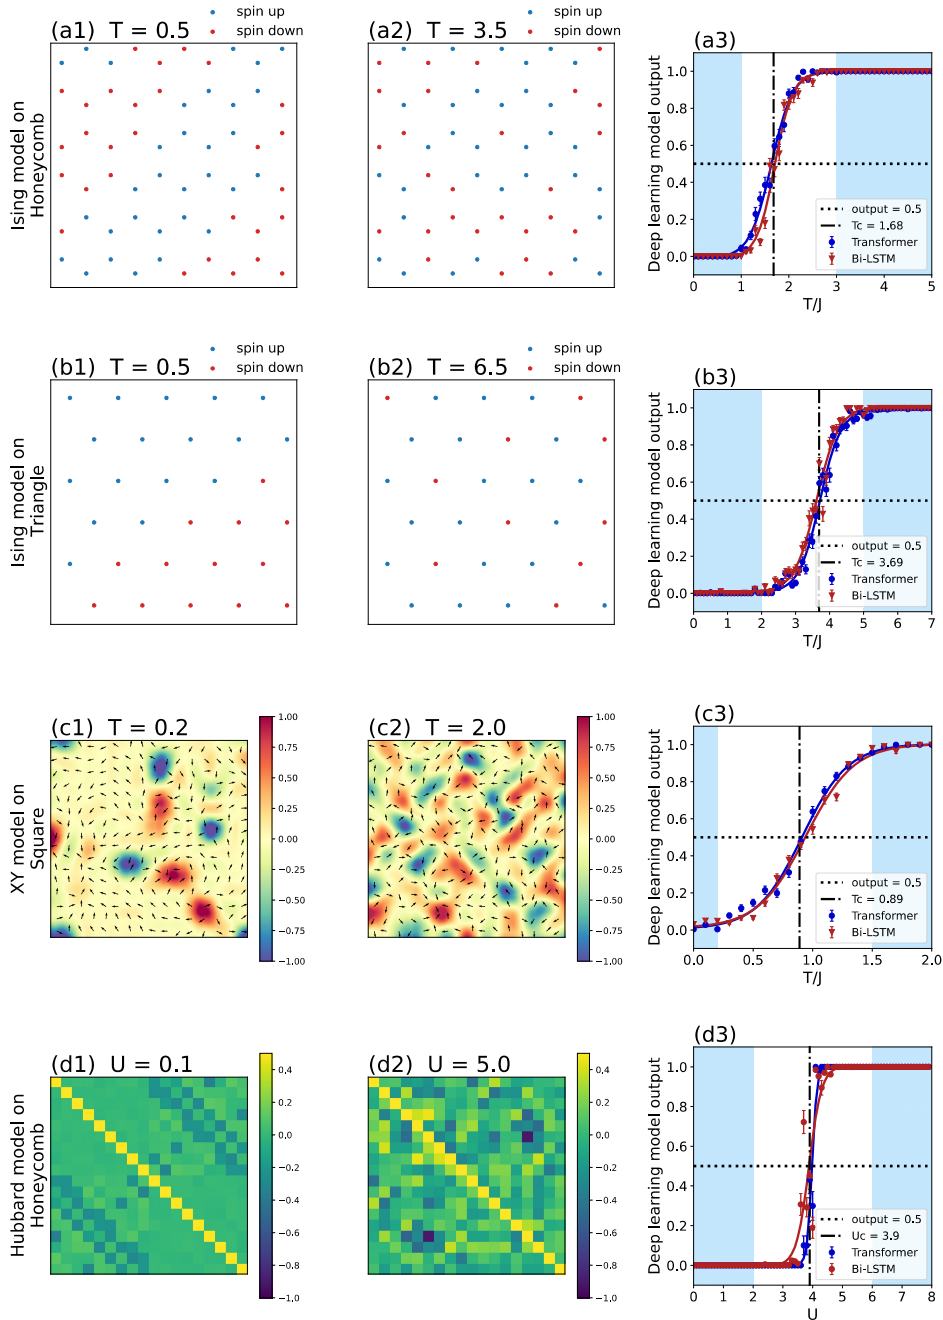 Ising model on
Honeycomb
(a1) T = 0.5
spin up
spin down
(a2) T = 3.5
spin up
spin down
(a3)
Deep learning model output
1.0
0.8
0.6
0.4
0.2
0.0
output = 0.5
Tc = 1.68
Transformer
Bi-LSTM
0 1 2 3 4 5
T/J
Ising model on
Triangle
(b1) T = 0.5
spin up
spin down
(b2) T = 6.5
spin up
spin down
(b3)
Deep learning model output
1.0
0.8
0.6
0.4
0.2
0.0
output = 0.5
Tc = 3.69
Transformer
Bi-LSTM
0 1 2 3 4 5 6 7
T/J
XY model on
Square
(c1) T = 0.2
1.00
0.75
0.50
0.25
0.00
−0.25
−0.50
−0.75
−1.00
(c2) T = 2.0
1.00
0.75
0.50
0.25
0.00
−0.25
−0.50
−0.75
−1.00
(c3)
Deep learning model output
1.0
0.8
0.6
0.4
0.2
0.0
output = 0.5
Tc = 0.89
Transformer
Bi-LSTM
0.0 0.5 1.0 1.5 2.0
T/J
Hubbard model on
Honeycomb
(d1) U = 0.1
0.4
0.2
0.0
−0.2
−0.4
−0.6
−0.8
−1.0
(d2) U = 5.0
0.4
0.2
0.0
−0.2
−0.4
−0.6
−0.8
−1.0
(d3)
Deep learning model output
1.0
0.8
0.6
0.4
0.2
0.0
output = 0.5
Uc = 3.9
Transformer
Bi-LSTM
0 1 2 3 4 5 6 7 8
U